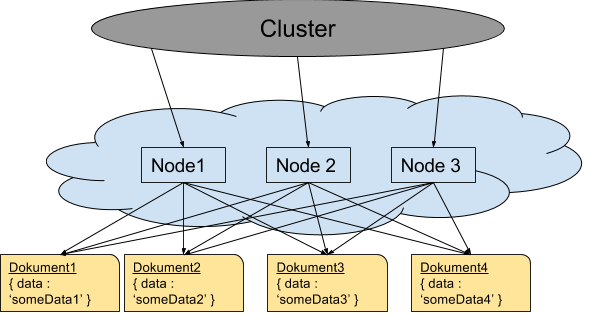 Cluster
Node1
Node 2
Node 3
Dokument1
{ data :
‘someData1’ }
Dokument2
{ data :
‘someData2’ }
Dokument3
{ data :
‘someData3’ }
Dokument4
{ data :
‘someData4’ }